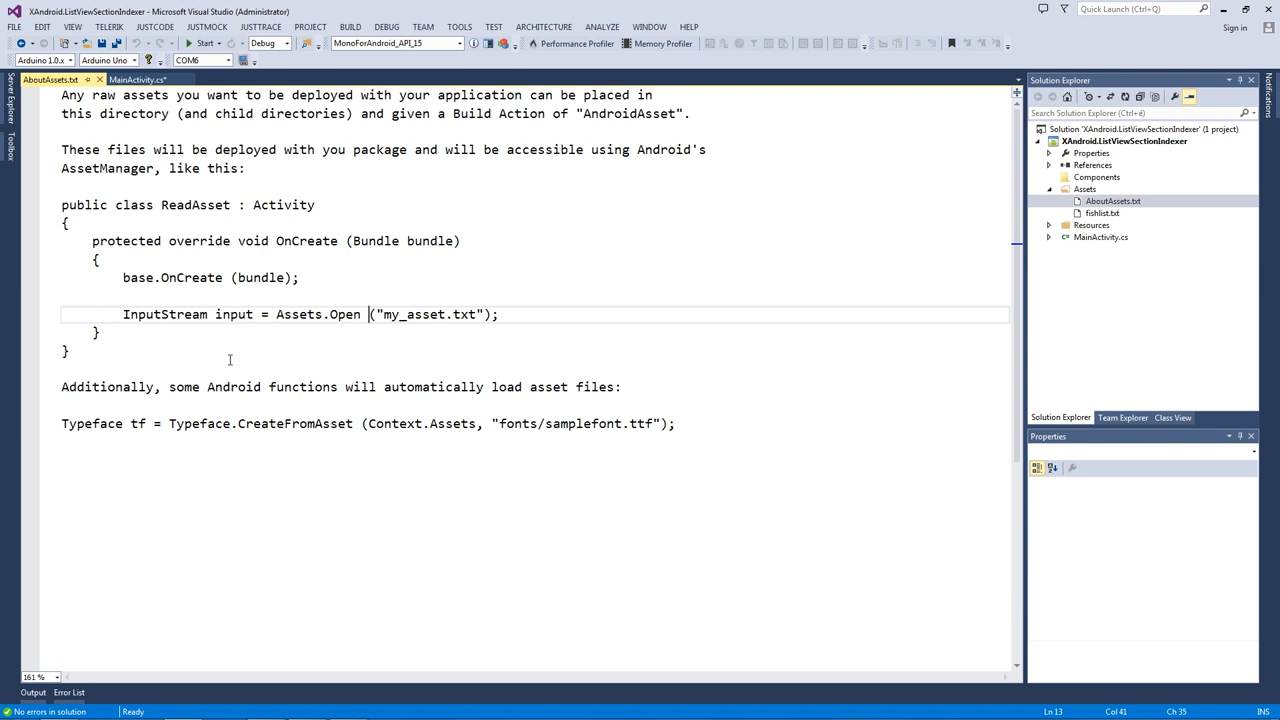 XAndroid.ListViewSectionIndexer - Microsoft Visual Studio (Administrator)
Quick Launch (Ctrl+O)
FILE EDIT VIEW TELERIK JUSTCODE JUSTMOCK JUSTTRACE PROJECT BUILD DEBUG TEAM TOOLS TEST ARCHITECTURE ANALYZE WINDOW HELP
Sign in
Start Debug MonoForAndroid_API_15 Performance Profiler Memory Profiler
Arduino 1.0.x Arduino Uno COM6
Server Explorer
Toolbox
AboutAssets.txt MainActivity.cs*
Any raw assets you want to be deployed with your application can be placed in
this directory (and child directories) and given a Build Action of "AndroidAsset".
These files will be deployed with you package and will be accessible using Android's
AssetManager, like this:
public class ReadAsset : Activity
{
protected override void OnCreate (Bundle bundle)
{
base.OnCreate (bundle);
InputStream input = Assets.Open ("my_asset.txt");
}
}
Additionally, some Android functions will automatically load asset files:
Typeface tf = Typeface.CreateFromAsset (Context.Assets, "fonts/samplefont.ttf");
161 %
Solution Explorer
Search Solution Explorer (Ctrl+é)
Solution 'XAndroid.ListViewSectionIndexer' (1 project)
XAndroid.ListViewSectionIndexer
Properties
References
Components
Assets
AboutAssets.txt
fishlist.txt
Resources
MainActivity.cs
Solution Explorer Team Explorer Class View
Properties
Notifications
Output Error List
No errors in solution Ready Ln 13 Col 41 Ch 35 INS